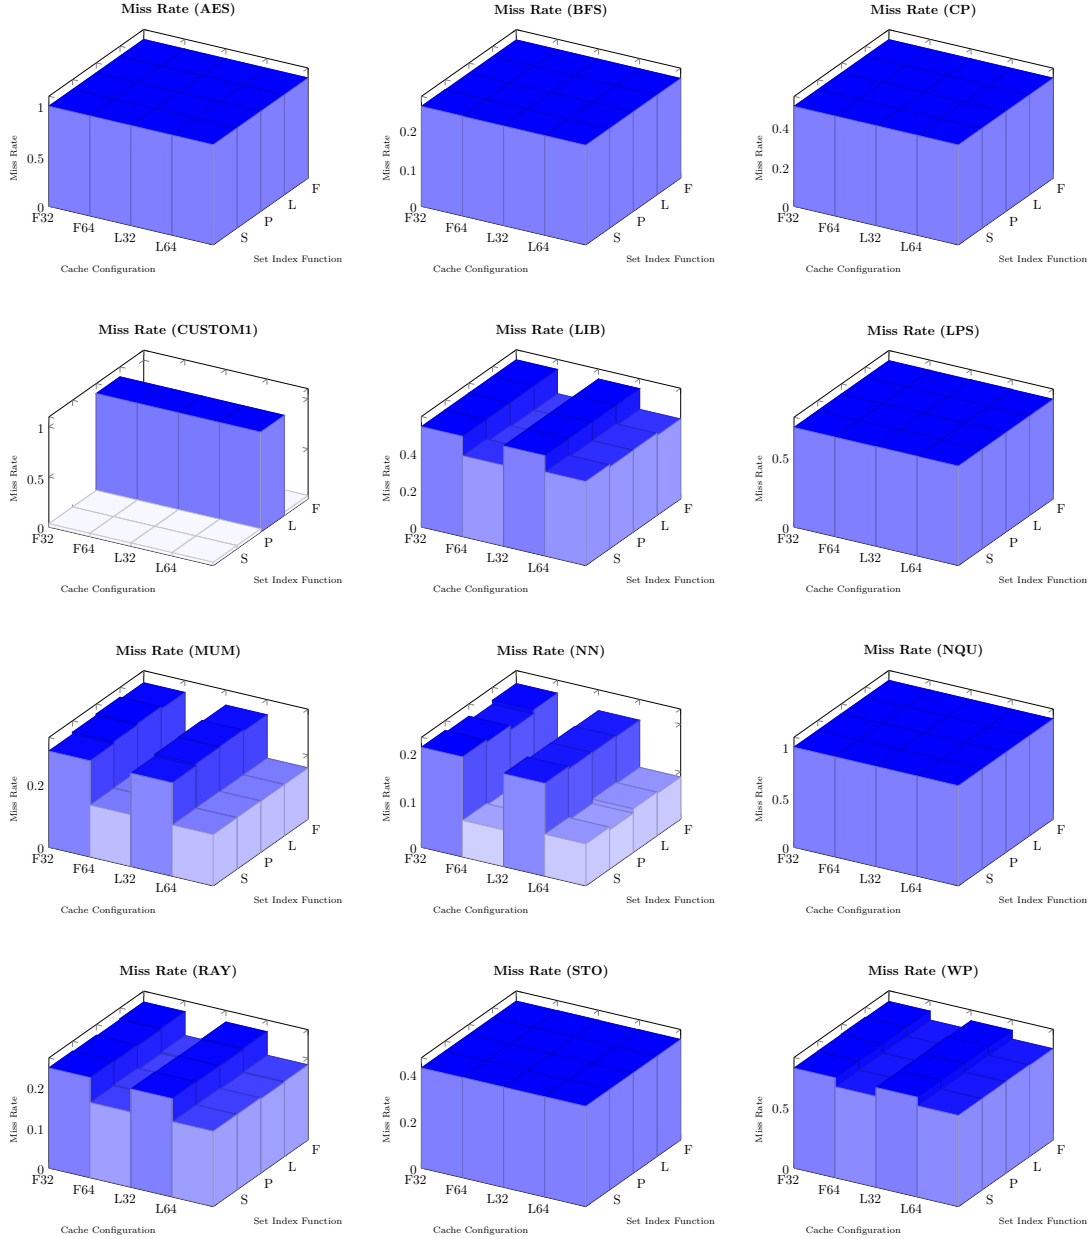 Miss Rate (AES)
Miss Rate
1
0.5
0
F32
F64
L32
L64
S
P
L
F
Cache Configuration
Set Index Function
Miss Rate (BFS)
Miss Rate
0.2
0.1
0
F32
F64
L32
L64
S
P
L
F
Cache Configuration
Set Index Function
Miss Rate (CP)
Miss Rate
0.4
0.2
0
F32
F64
L32
L64
S
P
L
F
Cache Configuration
Set Index Function
Miss Rate (CUSTOM1)
Miss Rate
1
0.5
0
F32
F64
L32
L64
S
P
L
F
Cache Configuration
Set Index Function
Miss Rate (LIB)
Miss Rate
0.4
0.2
0
F32
F64
L32
L64
S
P
L
F
Cache Configuration
Set Index Function
Miss Rate (LPS)
Miss Rate
0.5
0
F32
F64
L32
L64
S
P
L
F
Cache Configuration
Set Index Function
Miss Rate (MUM)
Miss Rate
0.2
0
F32
F64
L32
L64
S
P
L
F
Cache Configuration
Set Index Function
Miss Rate (NN)
Miss Rate
0.2
0.1
0
F32
F64
L32
L64
S
P
L
F
Cache Configuration
Set Index Function
Miss Rate (NQU)
Miss Rate
1
0.5
0
F32
F64
L32
L64
S
P
L
F
Cache Configuration
Set Index Function
Miss Rate (RAY)
Miss Rate
0.2
0.1
0
F32
F64
L32
L64
S
P
L
F
Cache Configuration
Set Index Function
Miss Rate (STO)
Miss Rate
0.4
0.2
0
F32
F64
L32
L64
S
P
L
F
Cache Configuration
Set Index Function
Miss Rate (WP)
Miss Rate
0.5
0
F32
F64
L32
L64
S
P
L
F
Cache Configuration
Set Index Function